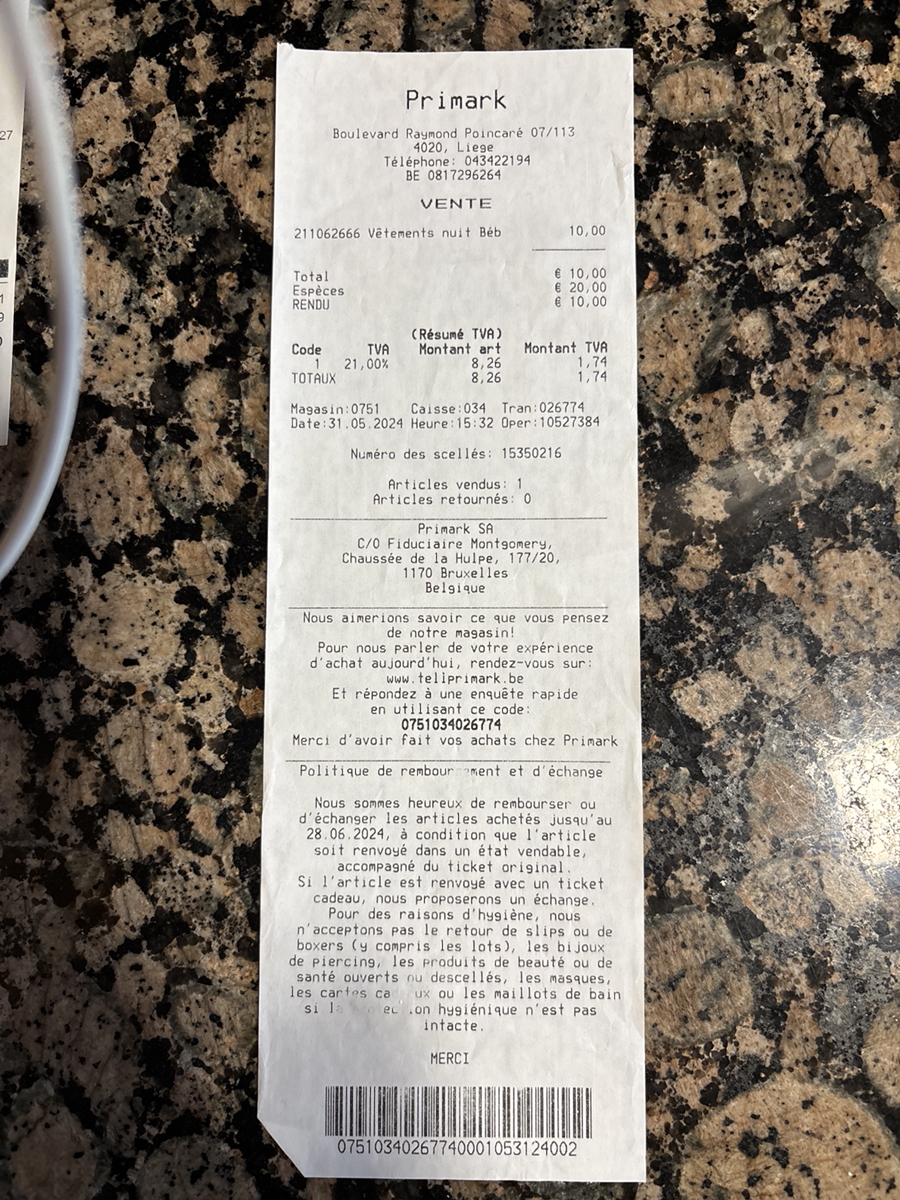 Primark
Boulevard Raymond Poincaré 07/113
4020, Liege
Téléphone: 043422194
BE 0817296264
VENTE
211062666 Vêtements nuit Béb 10,00
Total € 10,00
Espèces € 20,00
RENDU € 10,00
(Résumé TVA)
Code TVA Montant art Montant TVA
1 21,00% 8,26 1,74
TOTAUX 8,26 1,74
Magasin:0751 Caisse:034 Tran:026774
Date:31.05.2024 Heure:15:32 Oper:10527384
Numéro des scellés: 15350216
Articles vendus: 1
Articles retournés: 0
Primark SA
C/O Fiduciaire Montgomery,
Chaussée de la Hulpe, 177/20,
1170 Bruxelles
Belgique
Nous aimerions savoir ce que vous pensez
de notre magasin!
Pour nous parler de votre expérience
d'achat aujourd'hui, rendez-vous sur:
www.tellprimark.be
Et répondez à une enquête rapide
en utilisant ce code:
0751034026774
Merci d'avoir fait vos achats chez Primark
Politique de remboursement et d'échange
Nous sommes heureux de rembourser ou
d'échanger les articles achetés jusqu'au
28.06.2024, à condition que l'article
soit renvoyé dans un état vendable,
accompagné du ticket original.
Si l'article est renvoyé avec un ticket
cadeau, nous proposerons un échange.
Pour des raisons d'hygiène, nous
n'acceptons pas le retour de slips ou de
boxers (y compris les lots), les bijoux
de piercing, les produits de beauté ou de
santé ouverts ou descellés, les masques,
les cartes cadeaux ou les maillots de bain
si la protection hygiénique n'est pas
intacte.
MERCI
07510340267740001053124002
27
1
9